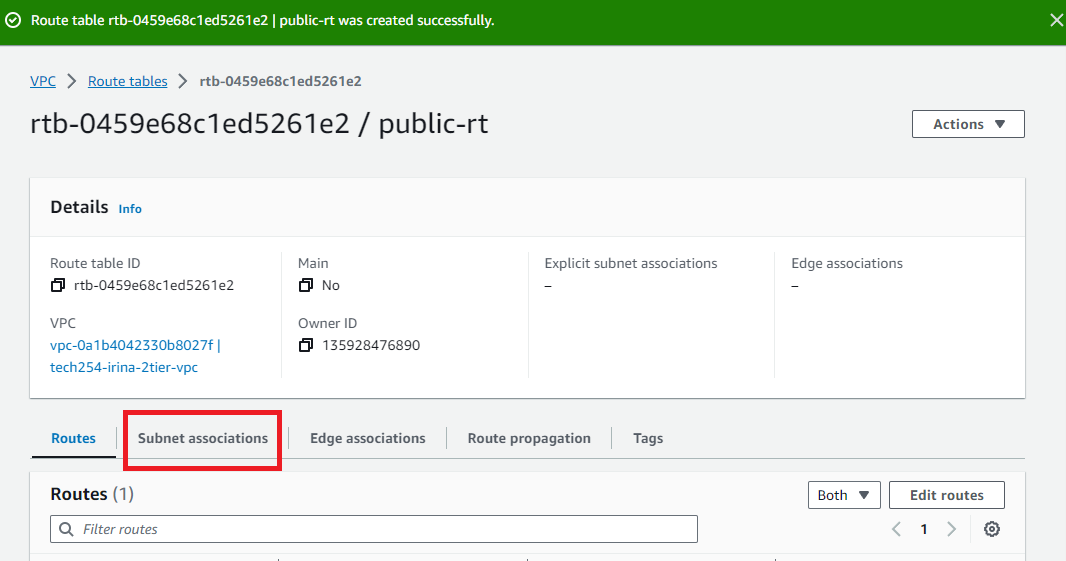 Route table rtb-0459e68c1ed5261e2 | public-rt was created successfully.
VPC > Route tables > rtb-0459e68c1ed5261e2
rtb-0459e68c1ed5261e2 / public-rt
Actions
Details Info
Route table ID
rtb-0459e68c1ed5261e2
Main
No
Explicit subnet associations
–
Edge associations
–
VPC
vpc-0a1b4042330b8027f |
tech254-irina-2tier-vpc
Owner ID
135928476890
Routes
Subnet associations
Edge associations
Route propagation
Tags
Routes (1)
Both
Edit routes
Filter routes
1